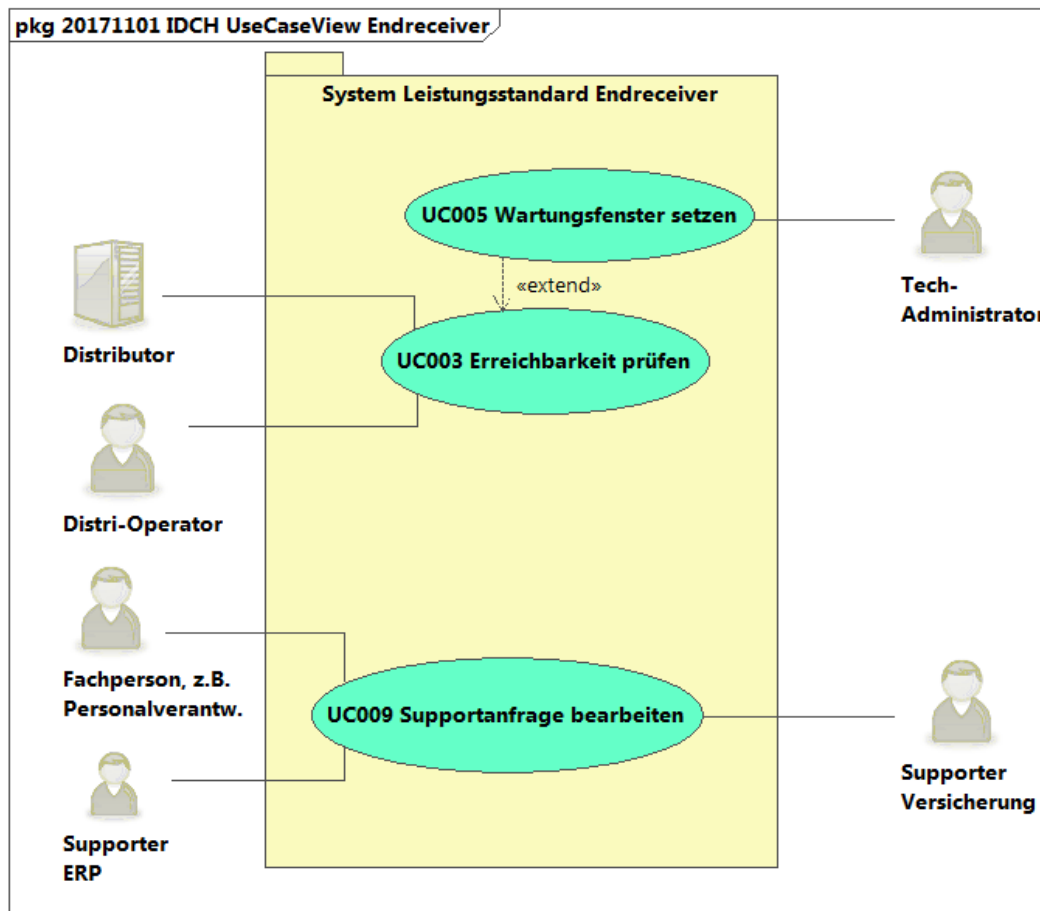 pkg 20171101 IDCH UseCaseView Endreceiver
System Leistungsstandard Endreceiver
UC005 Wartungsfenster setzen
Tech-
Administrator
«extend»
Distributor
UC003 Erreichbarkeit prüfen
Distri-Operator
Fachperson, z.B.
Personalverantw.
UC009 Supportanfrage bearbeiten
Supporter
Versicherung
Supporter
ERP